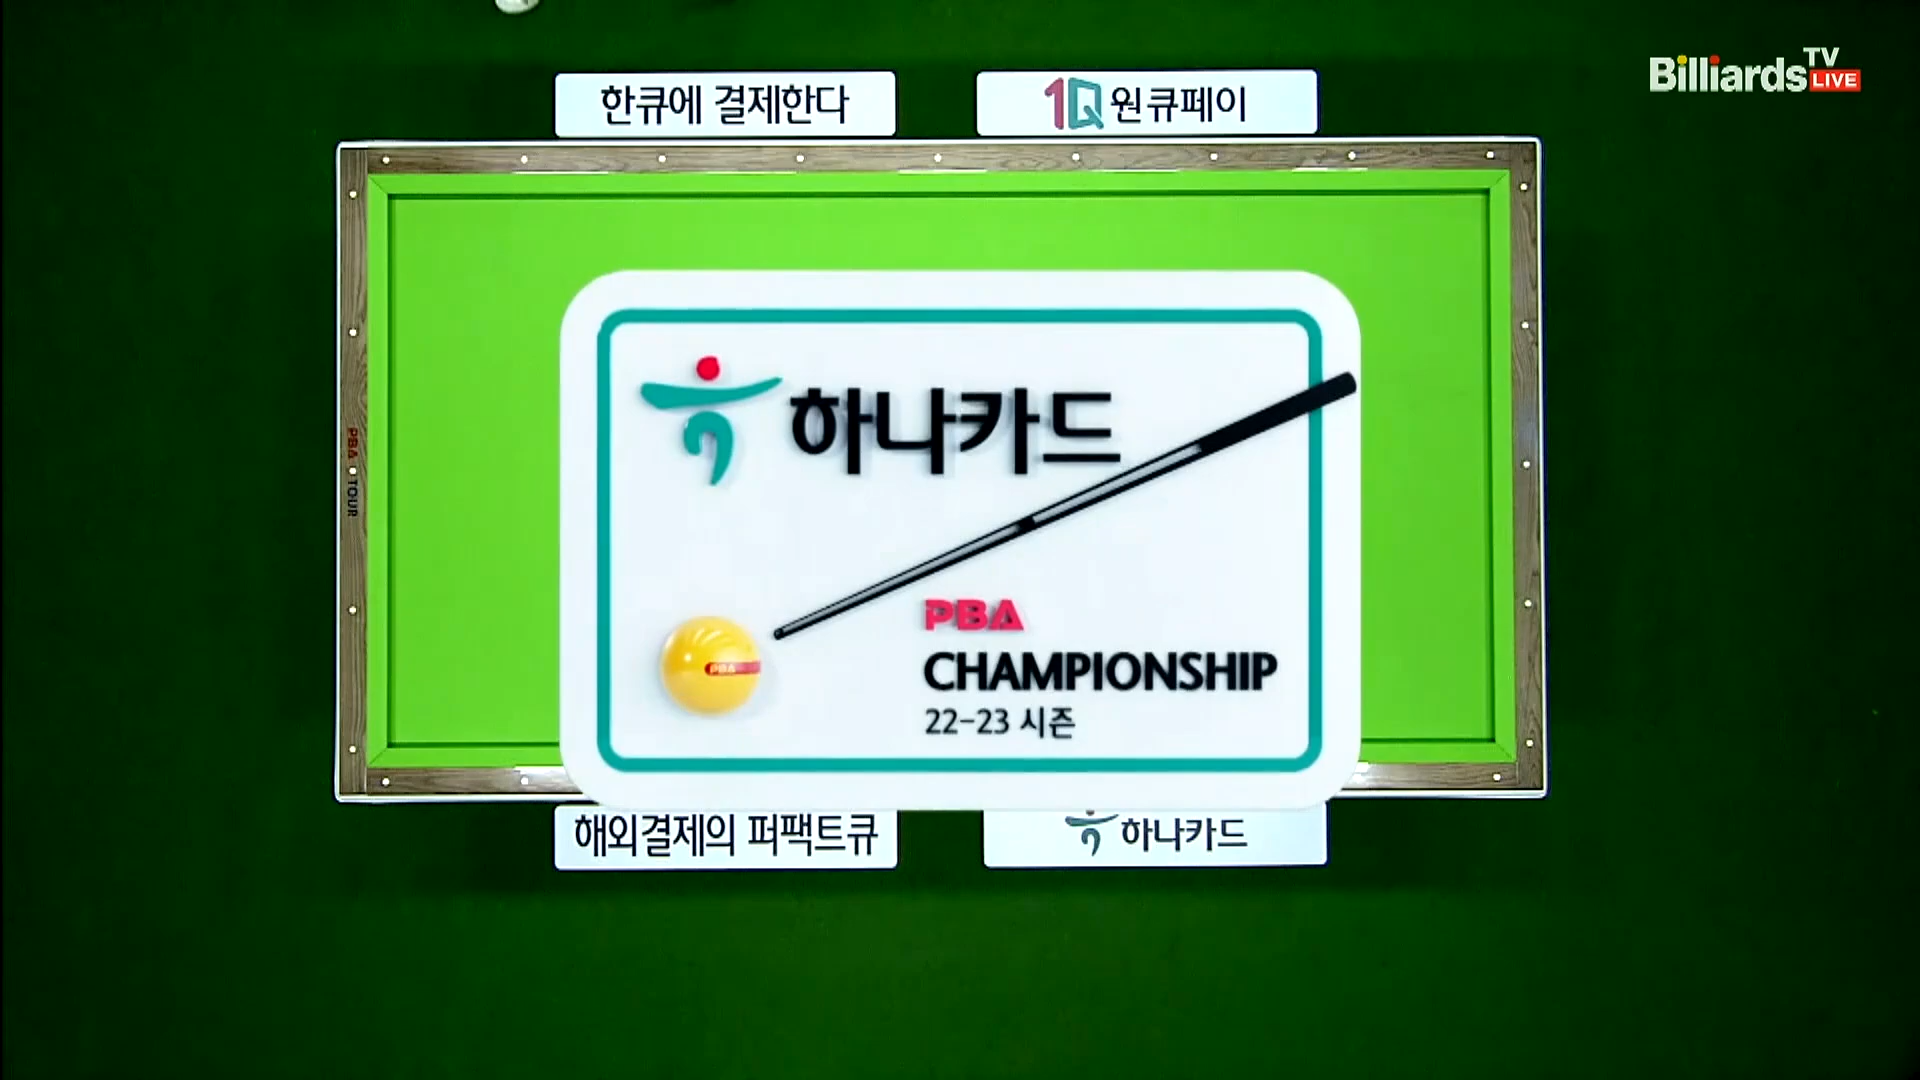 Billiards TV
LIVE
한큐에 결제한다
1Q 원큐페이
하나카드
PBA
PBA
CHAMPIONSHIP
22-23 시즌
PBA TOUR
해외결제의 퍼팩트큐
하나카드